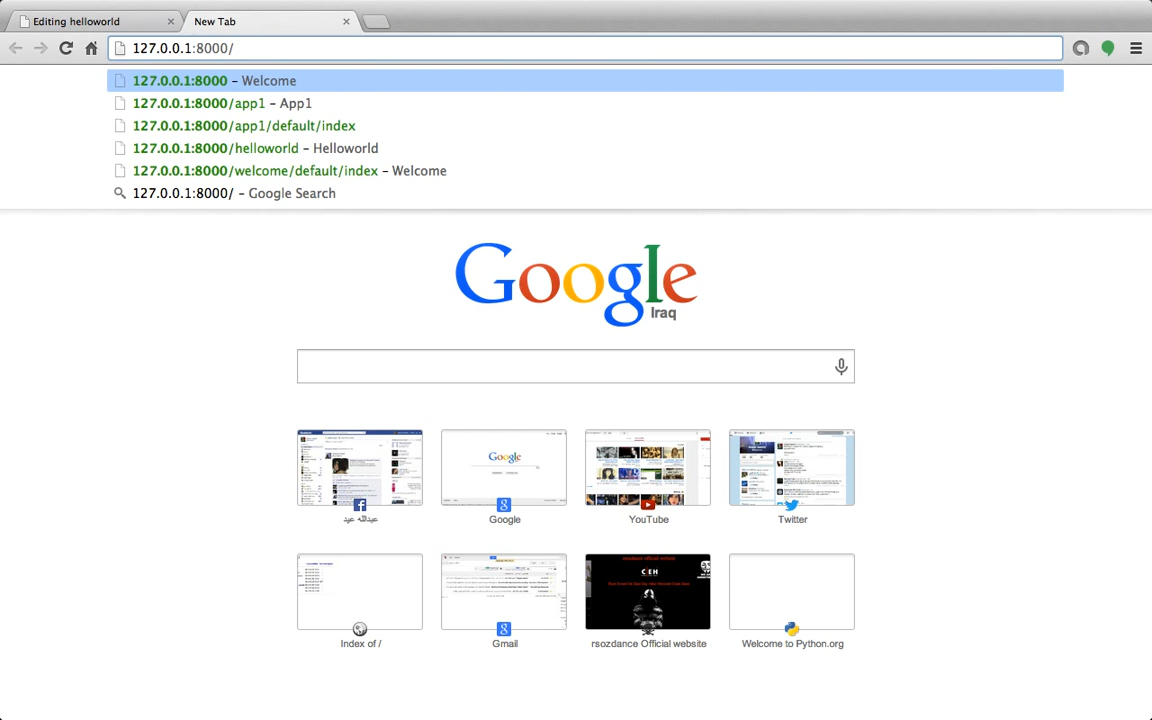 Editing helloworld
New Tab
127.0.0.1:8000/
127.0.0.1:8000 – Welcome
127.0.0.1:8000/app1 – App1
127.0.0.1:8000/app1/default/index
127.0.0.1:8000/helloworld – Helloworld
127.0.0.1:8000/welcome/default/index – Welcome
127.0.0.1:8000/ – Google Search
Google
Iraq
عبدالله عيد
Google
YouTube
Twitter
Index of /
Gmail
rsozdance Official website
Welcome to Python.org